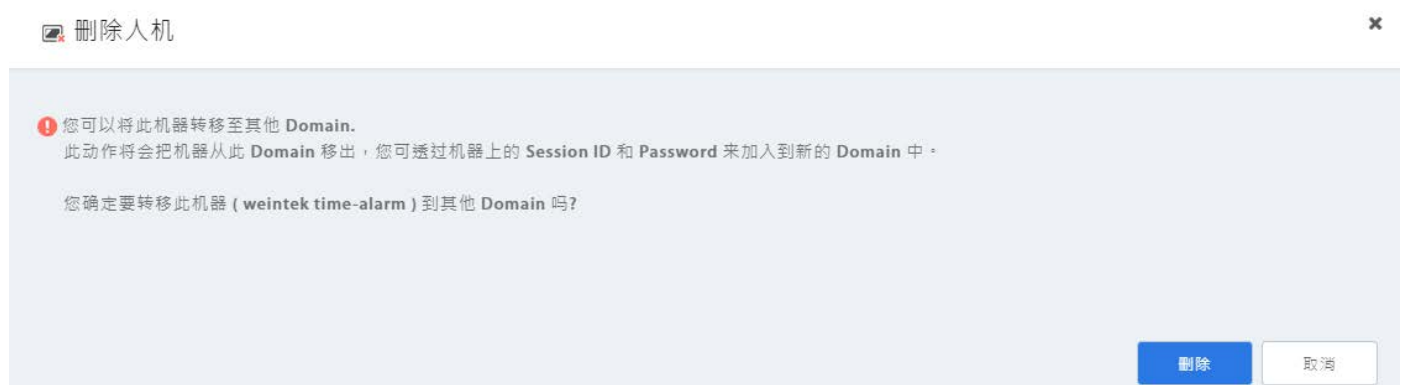 删除人机
您可以将此机器转移至其他 Domain.
此动作将会把机器从此 Domain 移出，您可透过机器上的 Session ID 和 Password 来加入到新的 Domain 中。
您确定要转移此机器 ( weintek time-alarm ) 到其他 Domain 吗?
删除
取消